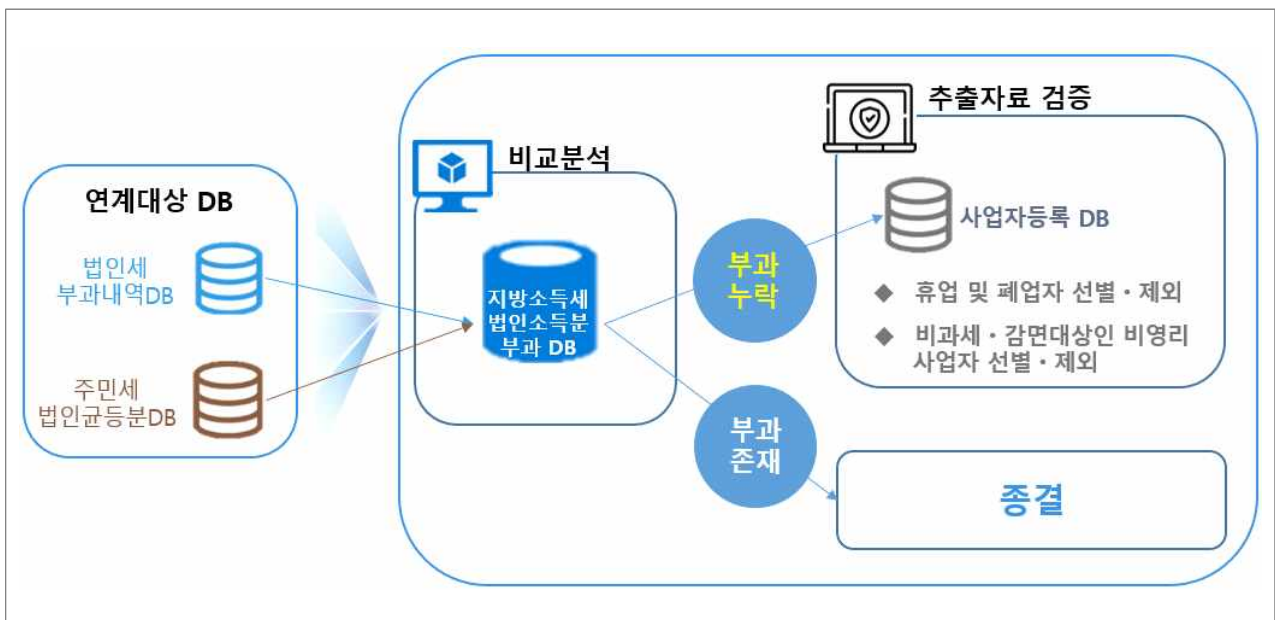 연계대상 DB
법인세
부과내역DB
주민세
법인균등분DB
비교분석
지방소득세
법인소득분
부과 DB
부과
누락
부과
존재
추출자료 검증
사업자등록 DB
◆ 휴업 및 폐업자 선별・제외
◆ 비과세・감면대상인 비영리
사업자 선별・제외
종결